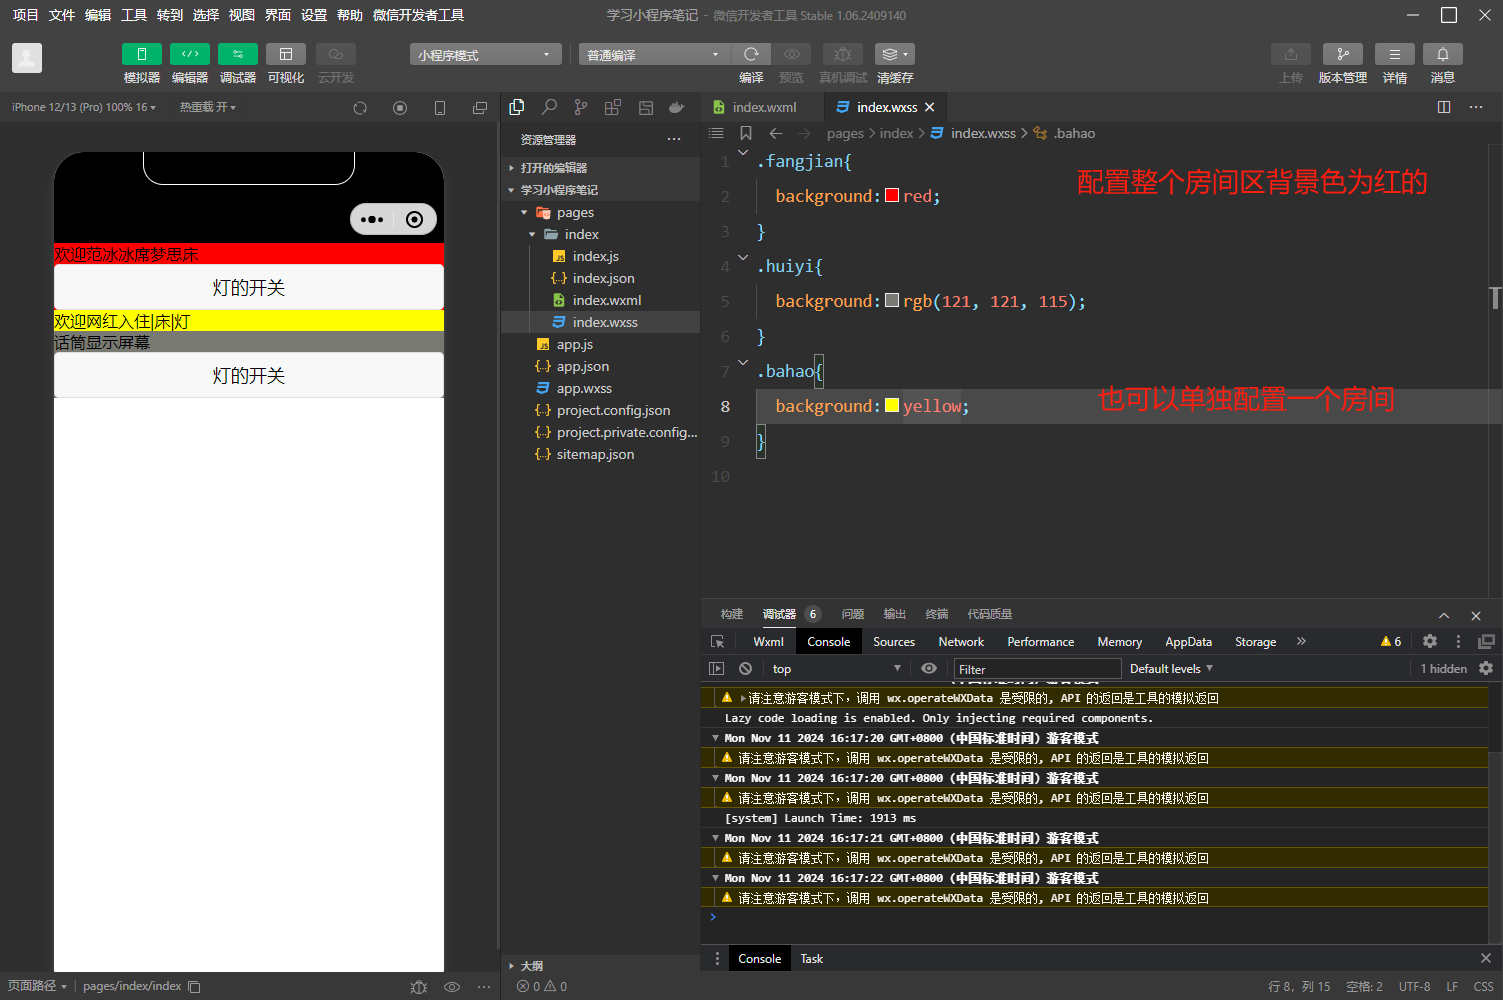 项目 文件 编辑 工具 转到 选择 视图 界面 设置 帮助 微信开发者工具
学习小程序笔记 - 微信开发者工具 Stable 1.06.2409140
小程序模式
普通编译
模拟器 编辑器 调试器 可视化 云开发
编译 预览 真机调试 清缓存
上传 版本管理 详情 消息
iPhone 12/13 (Pro) 100% 16
热重载 开
欢迎范冰冰席梦思床
灯的开关
欢迎网红入住|床|灯
话筒显示屏幕
灯的开关
页面路径 | pages/index/index
资源管理器
打开的编辑器
学习小程序笔记
pages
index
index.js
index.json
index.wxml
index.wxss
app.js
app.json
app.wxss
project.config.json
project.private.config...
sitemap.json
大纲
0 0
index.wxml
index.wxss
pages > index > index.wxss > .bahao
1 .fangjian{
2 background:red;
3 }
4 .huiyi{
5 background:rgb(121, 121, 115);
6 }
7 .bahao{
8 background:yellow;
9 }
10
配置整个房间区背景色为红的
也可以单独配置一个房间
构建 调试器 6 问题 输出 终端 代码质量
Wxml Console Sources Network Performance Memory AppData Storage » 6
top Filter Default levels 1 hidden
请注意游客模式下，调用 wx.operateWXData 是受限的, API 的返回是工具的模拟返回
Lazy code loading is enabled. Only injecting required components.
Mon Nov 11 2024 16:17:20 GMT+0800 (中国标准时间) 游客模式
请注意游客模式下，调用 wx.operateWXData 是受限的, API 的返回是工具的模拟返回
Mon Nov 11 2024 16:17:20 GMT+0800 (中国标准时间) 游客模式
请注意游客模式下，调用 wx.operateWXData 是受限的, API 的返回是工具的模拟返回
[system] Launch Time: 1913 ms
Mon Nov 11 2024 16:17:21 GMT+0800 (中国标准时间) 游客模式
请注意游客模式下，调用 wx.operateWXData 是受限的, API 的返回是工具的模拟返回
Mon Nov 11 2024 16:17:22 GMT+0800 (中国标准时间) 游客模式
请注意游客模式下，调用 wx.operateWXData 是受限的, API 的返回是工具的模拟返回
Console Task
行 8，列 15 空格: 2 UTF-8 LF CSS